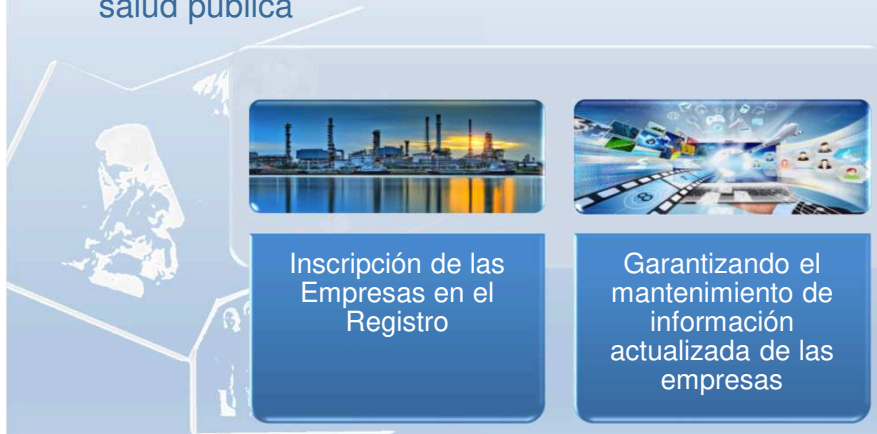 salud pública
Inscripción de las
Empresas en el
Registro
Garantizando el
mantenimiento de
información
actualizada de las
empresas